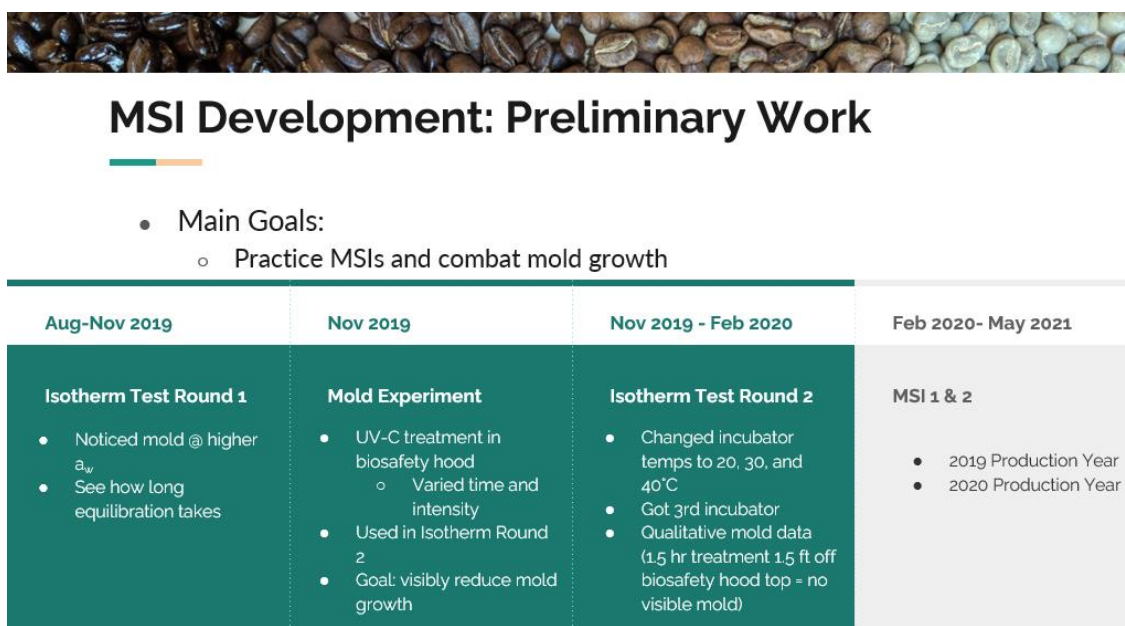 MSI Development: Preliminary Work
● Main Goals:
○ Practice MSIs and combat mold growth
Aug-Nov 2019
Isotherm Test Round 1
● Noticed mold @ higher
a_w
● See how long
equilibration takes
Nov 2019
Mold Experiment
● UV-C treatment in
biosafety hood
○ Varied time and
intensity
● Used in Isotherm Round
2
● Goal: visibly reduce mold
growth
Nov 2019 - Feb 2020
Isotherm Test Round 2
● Changed incubator
temps to 20, 30, and
40°C
● Got 3rd incubator
● Qualitative mold data
(1.5 hr treatment 1.5 ft off
biosafety hood top = no
visible mold)
Feb 2020- May 2021
MSI 1 & 2
● 2019 Production Year
● 2020 Production Year